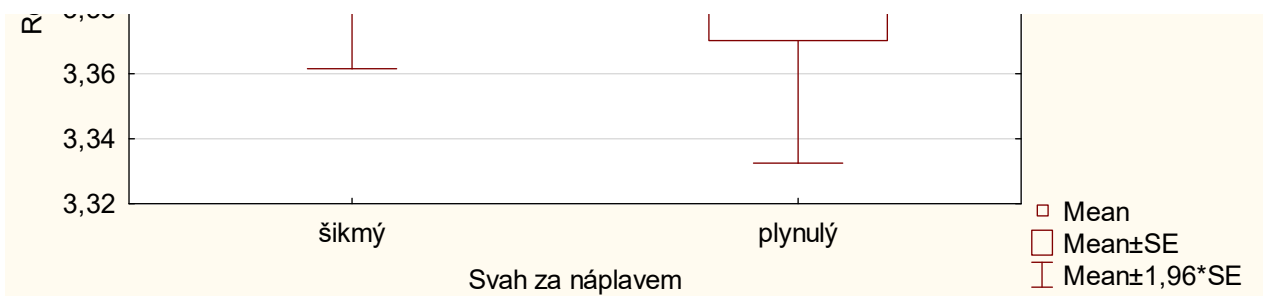 3,36
3,34
3,32
šikmý
plynulý
Svah za náplavem
Mean
Mean±SE
Mean±1,96*SE